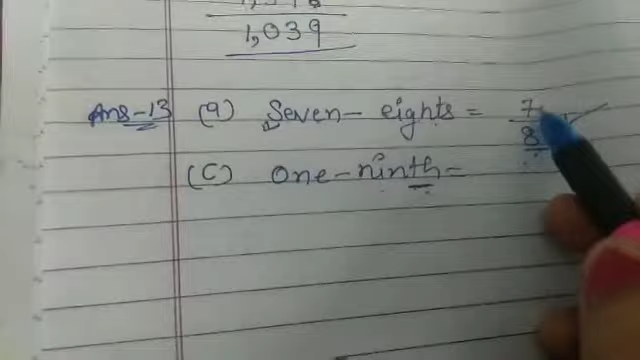 1,039
Ans-13 (a) Seven-eights = 7/8
(C) One-ninth =